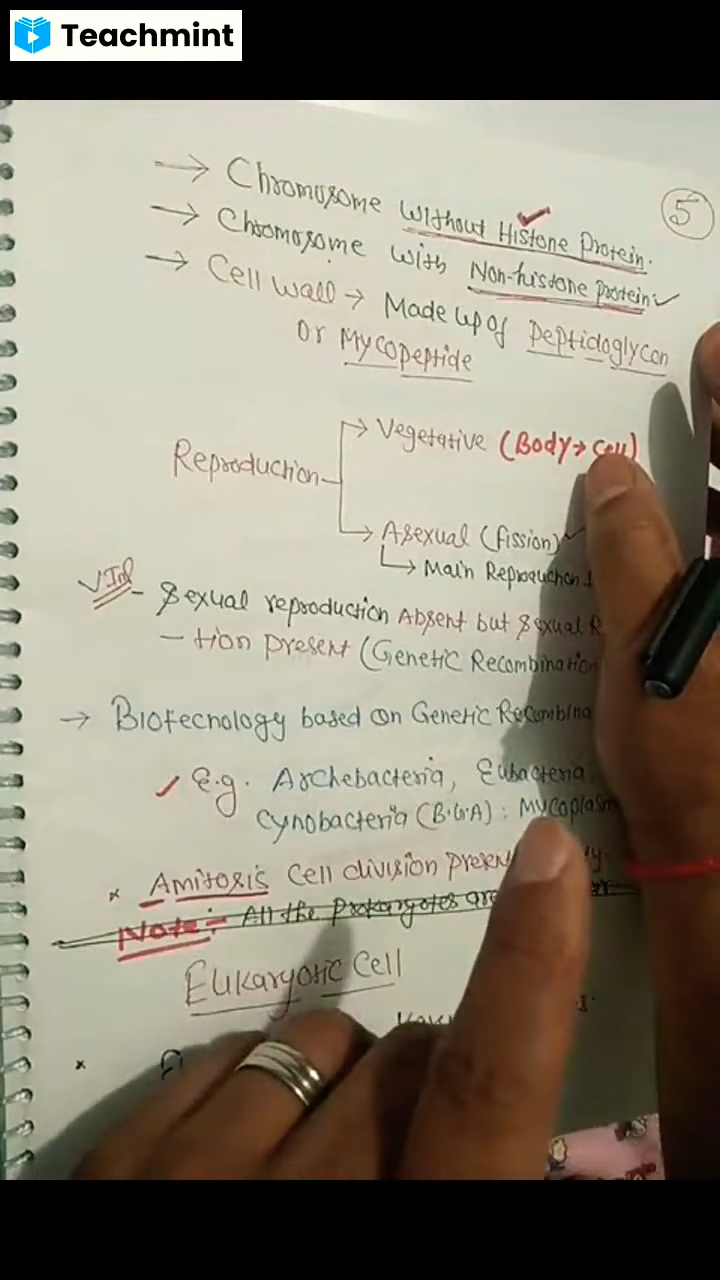 Teachmint
5
→ Chromosome without Histone Protein.
→ Chromosome with Non-histone protein
→ Cell wall → Made up of Peptidoglycan
or Mycopeptide
Reproduction
→ Vegetative (Body → Cell)
→ Asexual (fission)
→ Main Reproduction
Imp - Sexual reproduction Absent but Sexual R
- tion present (Genetic Recombination
→ Biotecnology based on Genetic Recombina
E.g. Archebacteria, Eubacteria
Cynobacteria (B.G.A) : Mycoplasm
× Amitosis Cell division present
Note:- All the Prokaryotes are
Eukaryotic Cell
×